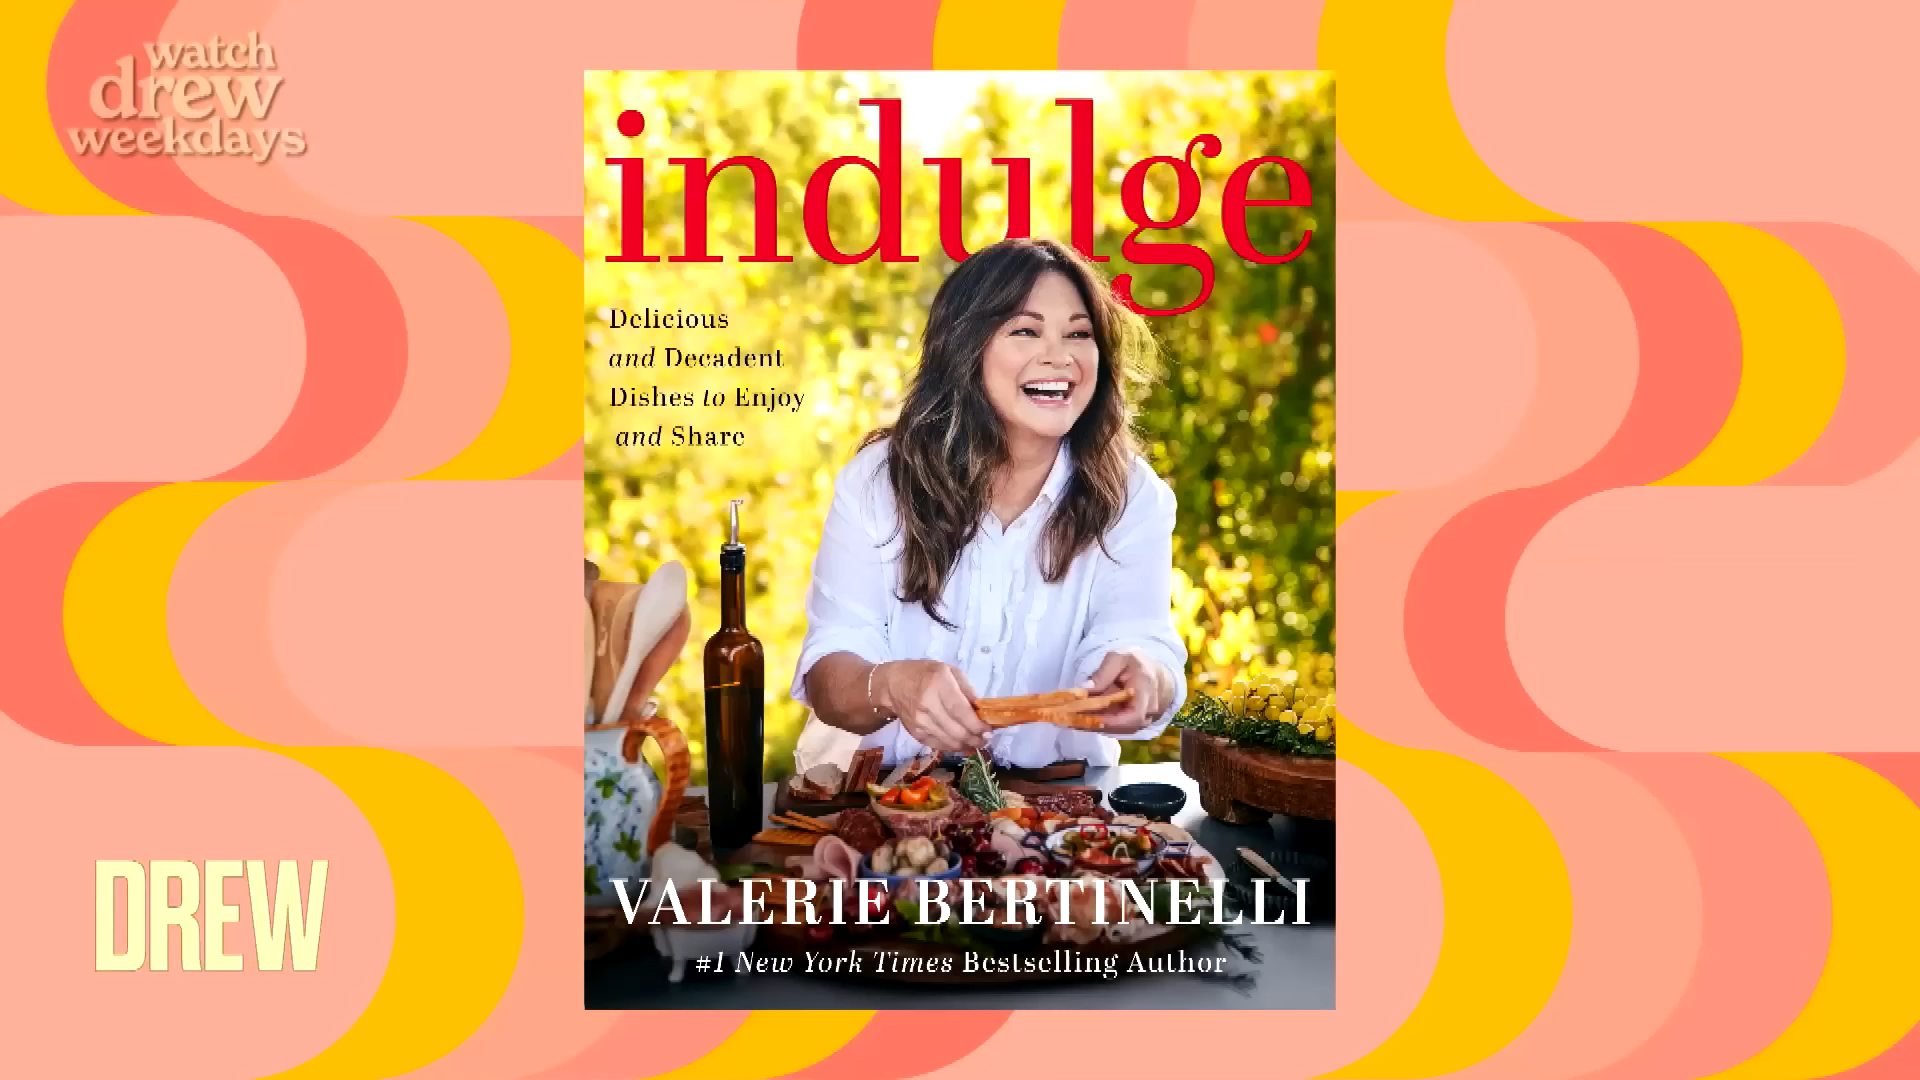 watch
drew
weekdays
indulge
Delicious
and Decadent
Dishes to Enjoy
and Share
VALERIE BERTINELLI
#1 New York Times Bestselling Author
DREW